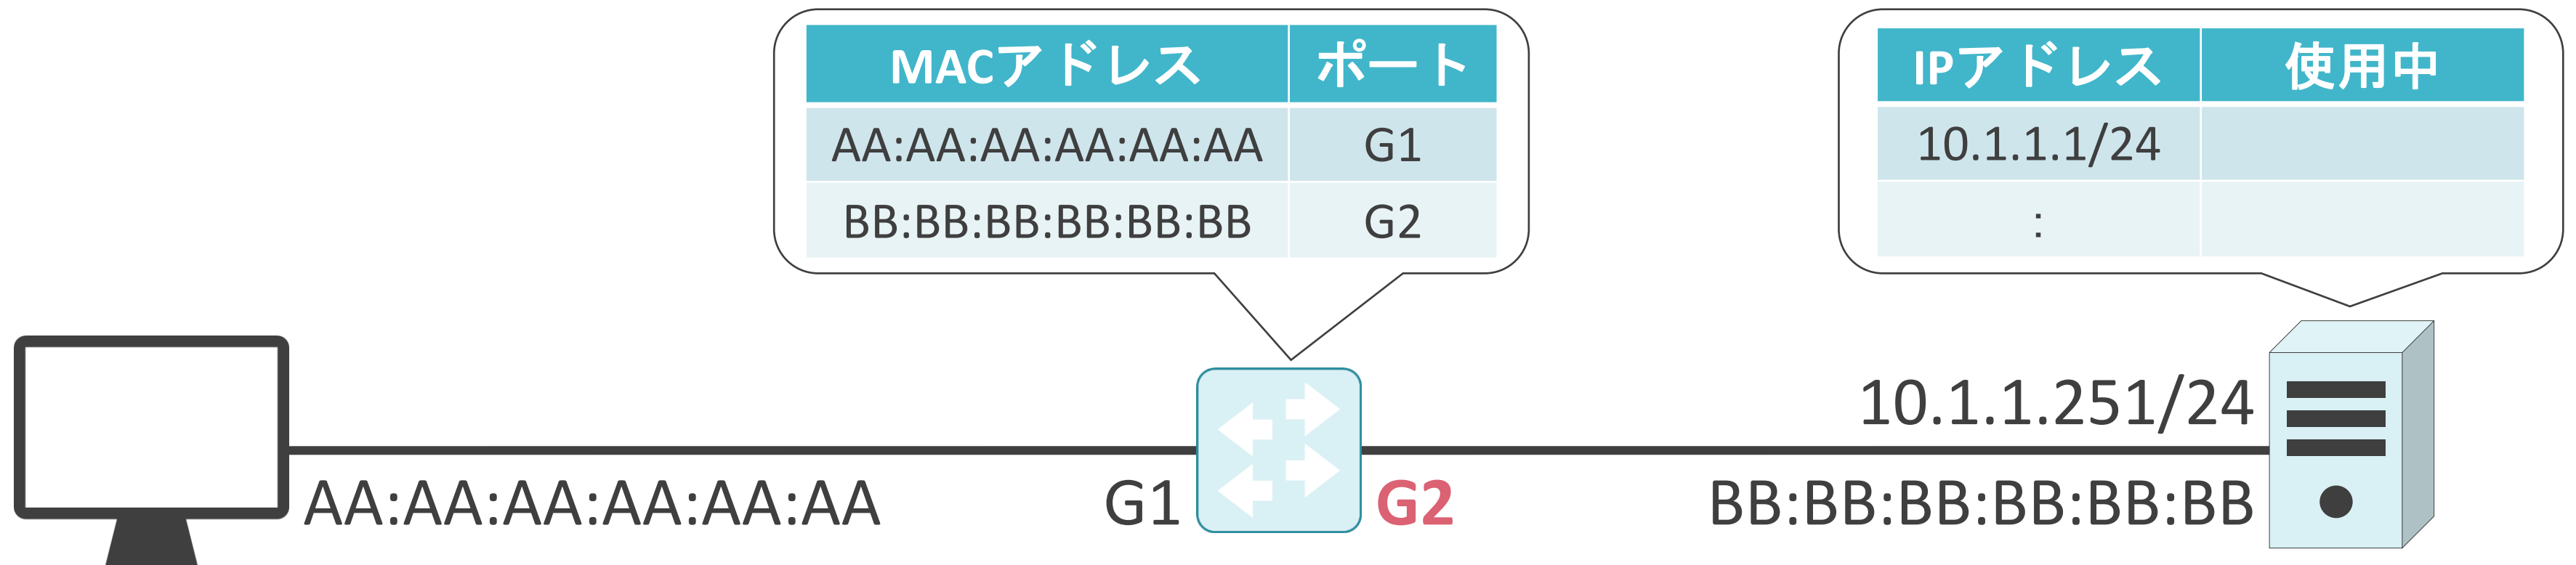 MACアドレス ポート
AA:AA:AA:AA:AA:AA G1
BB:BB:BB:BB:BB:BB G2
IPアドレス 使用中
10.1.1.1/24
:
10.1.1.251/24
AA:AA:AA:AA:AA:AA G1 G2 BB:BB:BB:BB:BB:BB